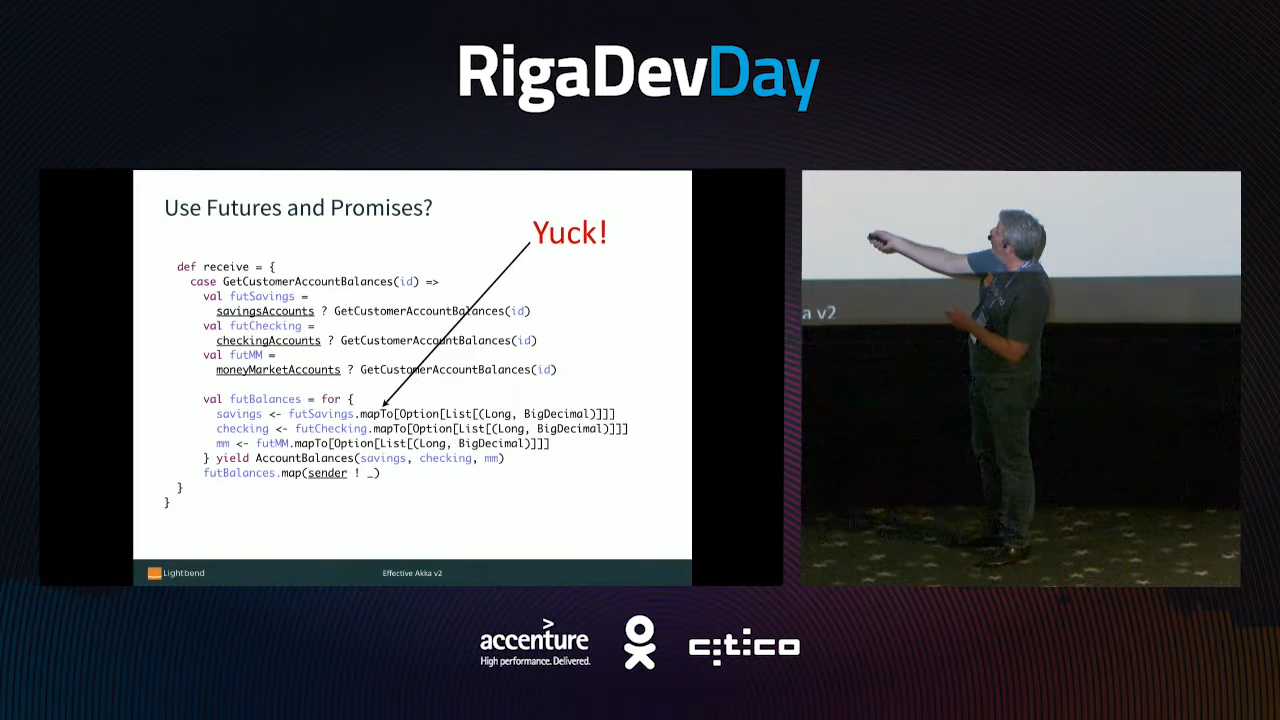 RigaDevDay
Use Futures and Promises?
Yuck!
def receive = {
case GetCustomerAccountBalances(id) =>
val futSavings =
savingsAccounts ? GetCustomerAccountBalances(id)
val futChecking =
checkingAccounts ? GetCustomerAccountBalances(id)
val futMM =
moneyMarketAccounts ? GetCustomerAccountBalances(id)
val futBalances = for {
savings <- futSavings.mapTo[Option[List[(Long, BigDecimal)]]]
checking <- futChecking.mapTo[Option[List[(Long, BigDecimal)]]]
mm <- futMM.mapTo[Option[List[(Long, BigDecimal)]]]
} yield AccountBalances(savings, checking, mm)
futBalances.map(sender ! _)
}
}
Lightbend
Effective Akka v2
a v2
accenture
High performance. Delivered.
citico